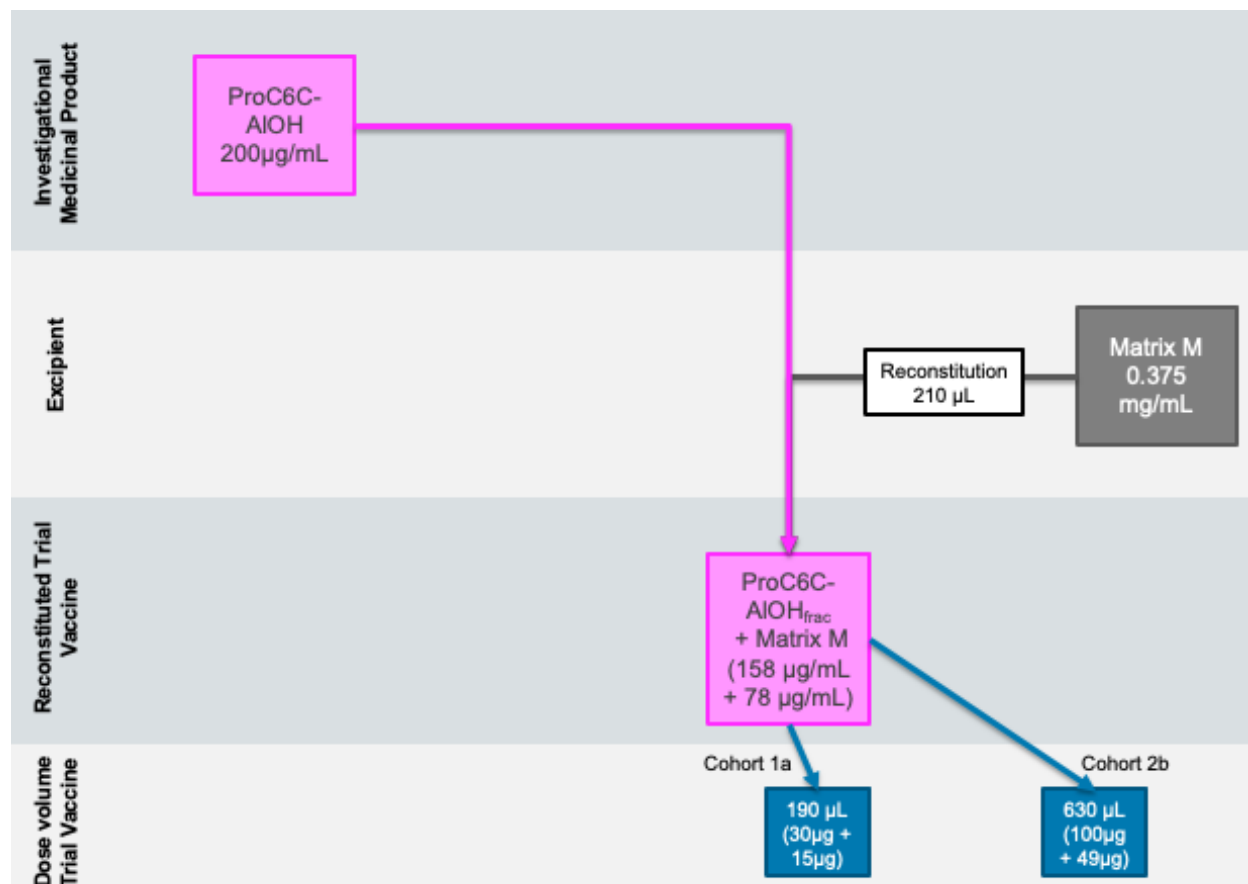 Investigational
Medicinal Product
ProC6C-
AlOH
200µg/mL
Excipient
Reconstitution
210 µL
Matrix M
0.375
mg/mL
Reconstituted Trial
Vaccine
ProC6C-
AlOHfrac
+ Matrix M
(158 µg/mL
+ 78 µg/mL)
Dose volume
Trial Vaccine
Cohort 1a
Cohort 2b
190 µL
(30µg +
15µg)
630 µL
(100µg
+ 49µg)